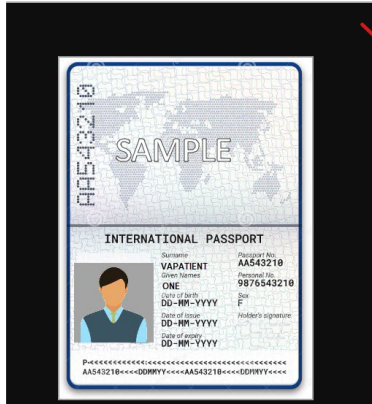 AA543210
SAMPLE
INTERNATIONAL PASSPORT
Surname
VAPATIENT
Given Names
ONE
Date of birth
DD-MM-YYYY
Date of Issue
DD-MM-YYYY
Date of expiry
DD-MM-YYYY
Passport No.
AA543210
Personal No.
9876543210
Sex
F
Holder's signature
P<<<<<<<<<<<<:<<<<<<<<<<<<<<<<<<<<<<<<<<<<<<
AA543210<<<<DDMMYY<<<<AA543210<<<<DDMMYY<<<<